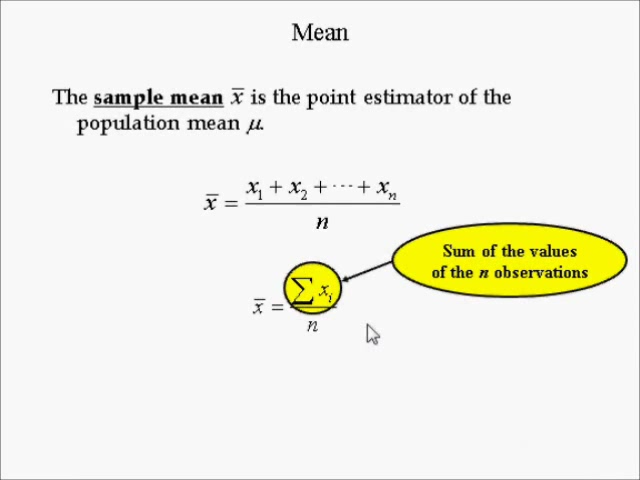 Mean
The sample mean x̄ is the point estimator of the
population mean μ.
x̄ = (x₁ + x₂ + ··· + xₙ) / n
Sum of the values
of the n observations
x̄ = ∑ xᵢ / n